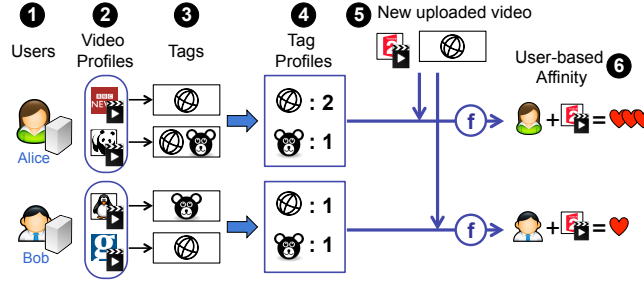 1 2 3 4 5 New uploaded video
Users Video Profiles Tags Tag Profiles
User-based Affinity 6
BBC
NEWS
Alice
: 2
: 1
f
+ =
Bob
g
: 1
: 1
f
+ =